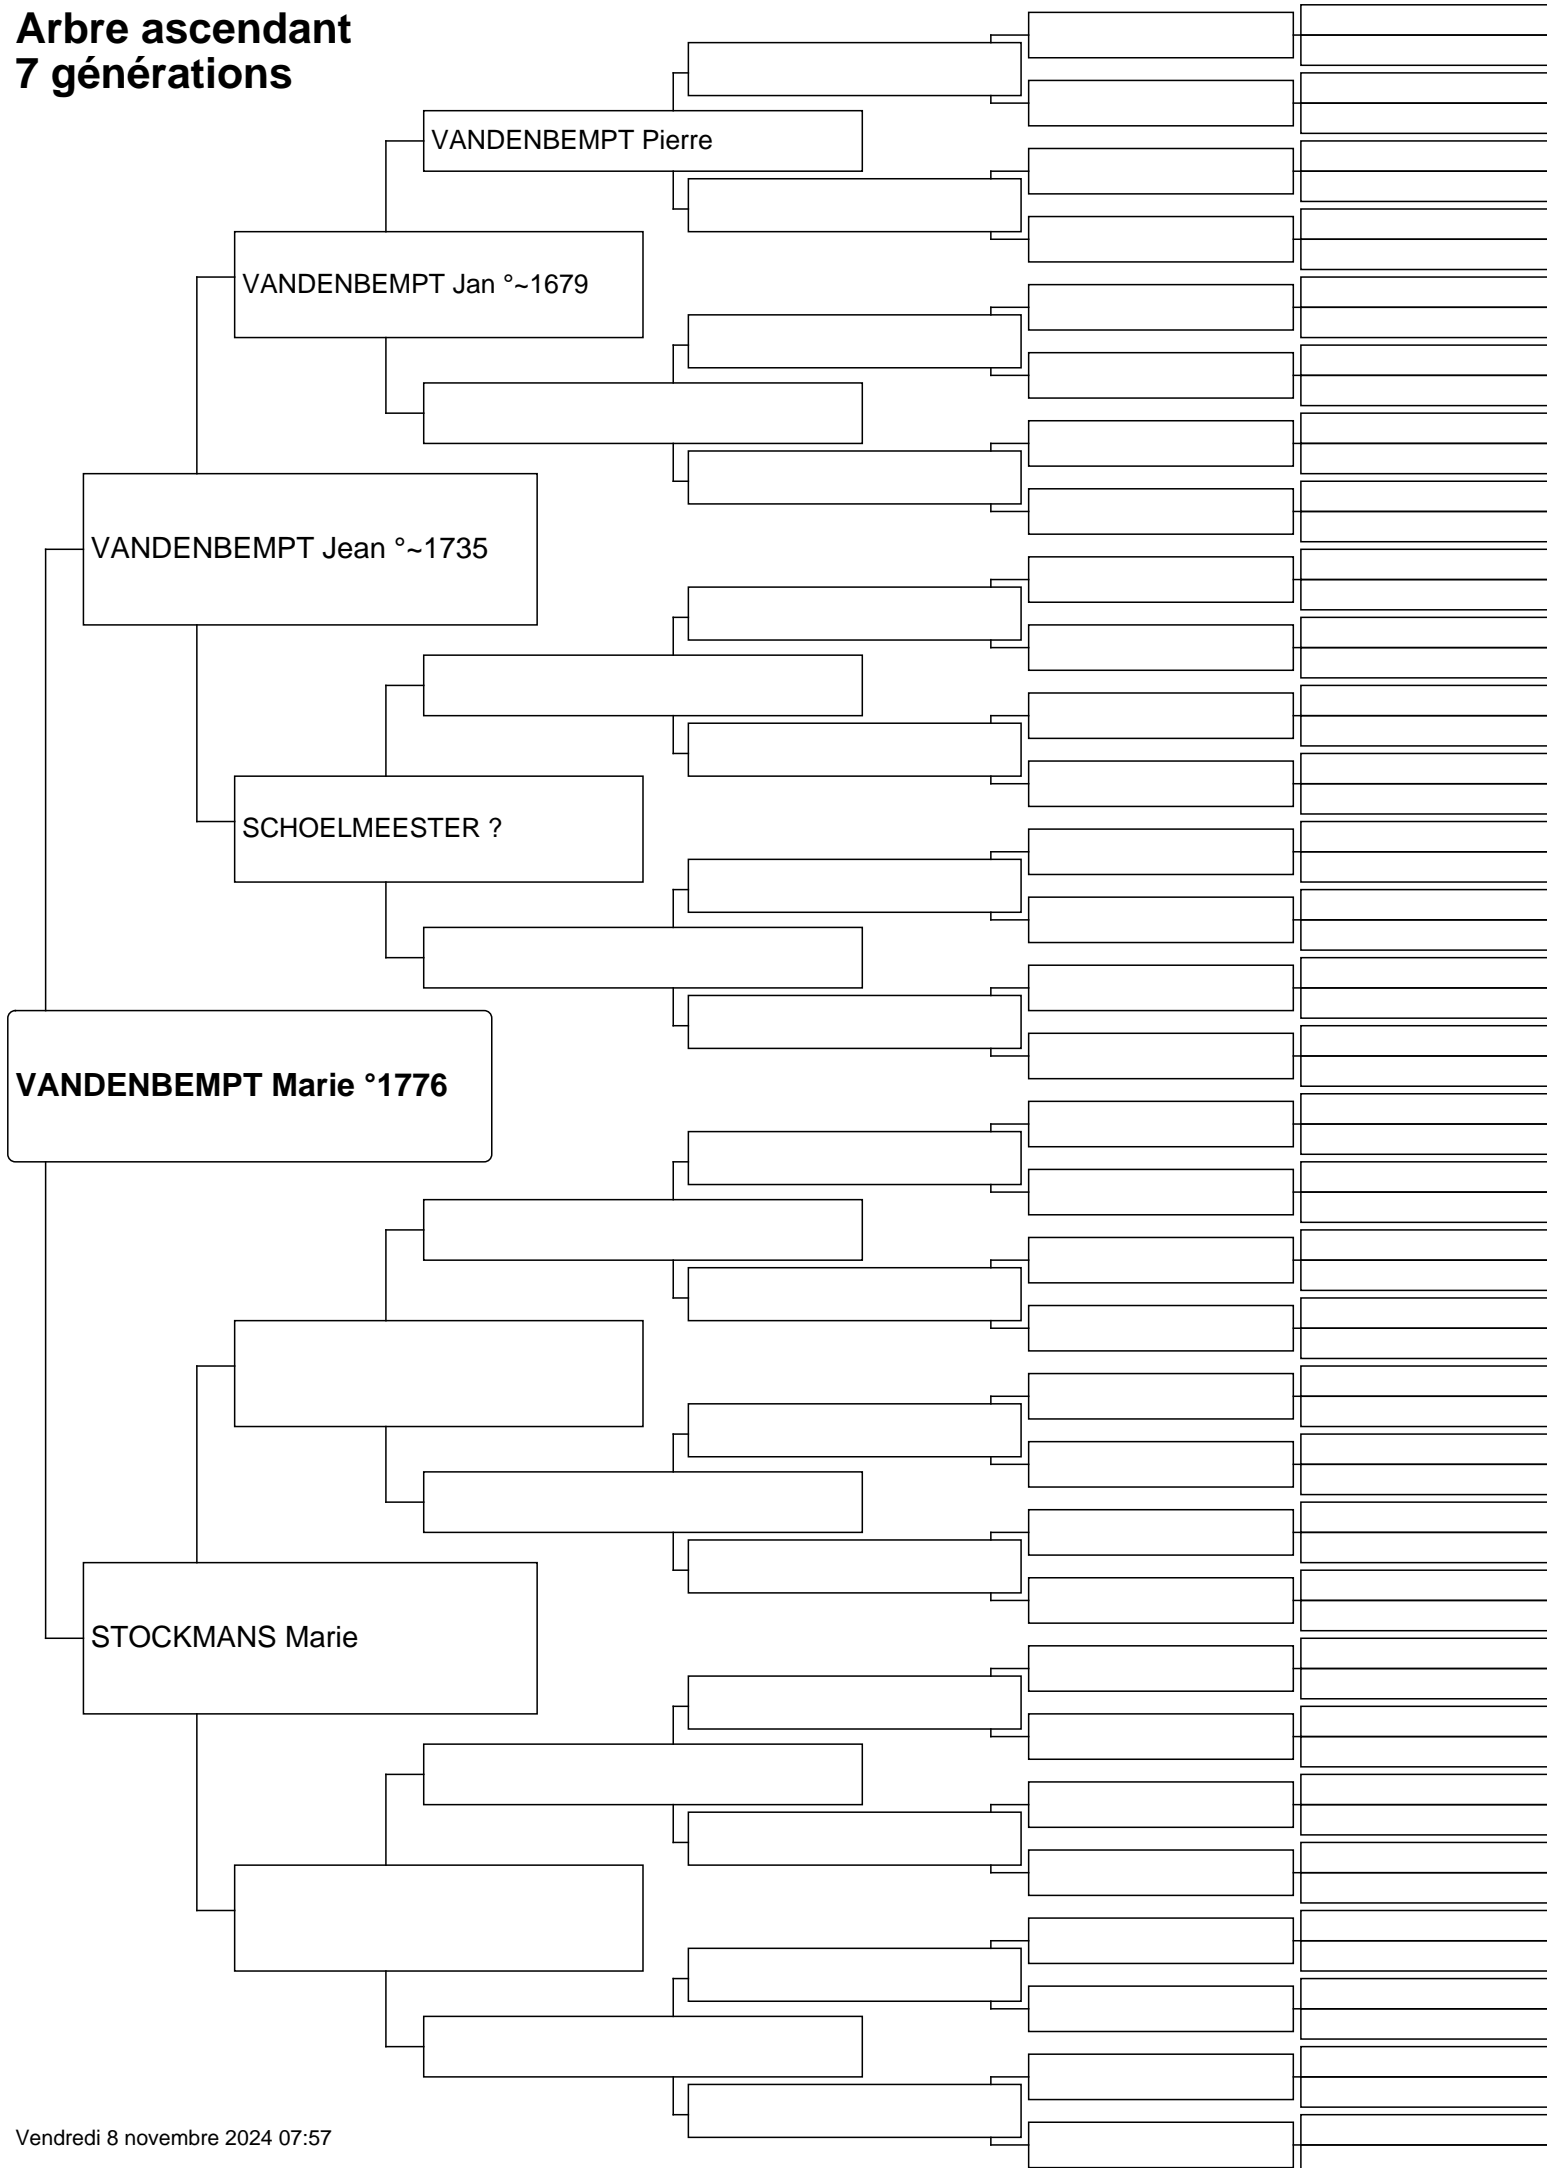 Arbre ascendant
7 générations
VANDENBEMPT Pierre
VANDENBEMPT Jan °~1679
VANDENBEMPT Jean °~1735
SCHOELMEESTER ?
VANDENBEMPT Marie °1776
STOCKMANS Marie
Vendredi 8 novembre 2024 07:57